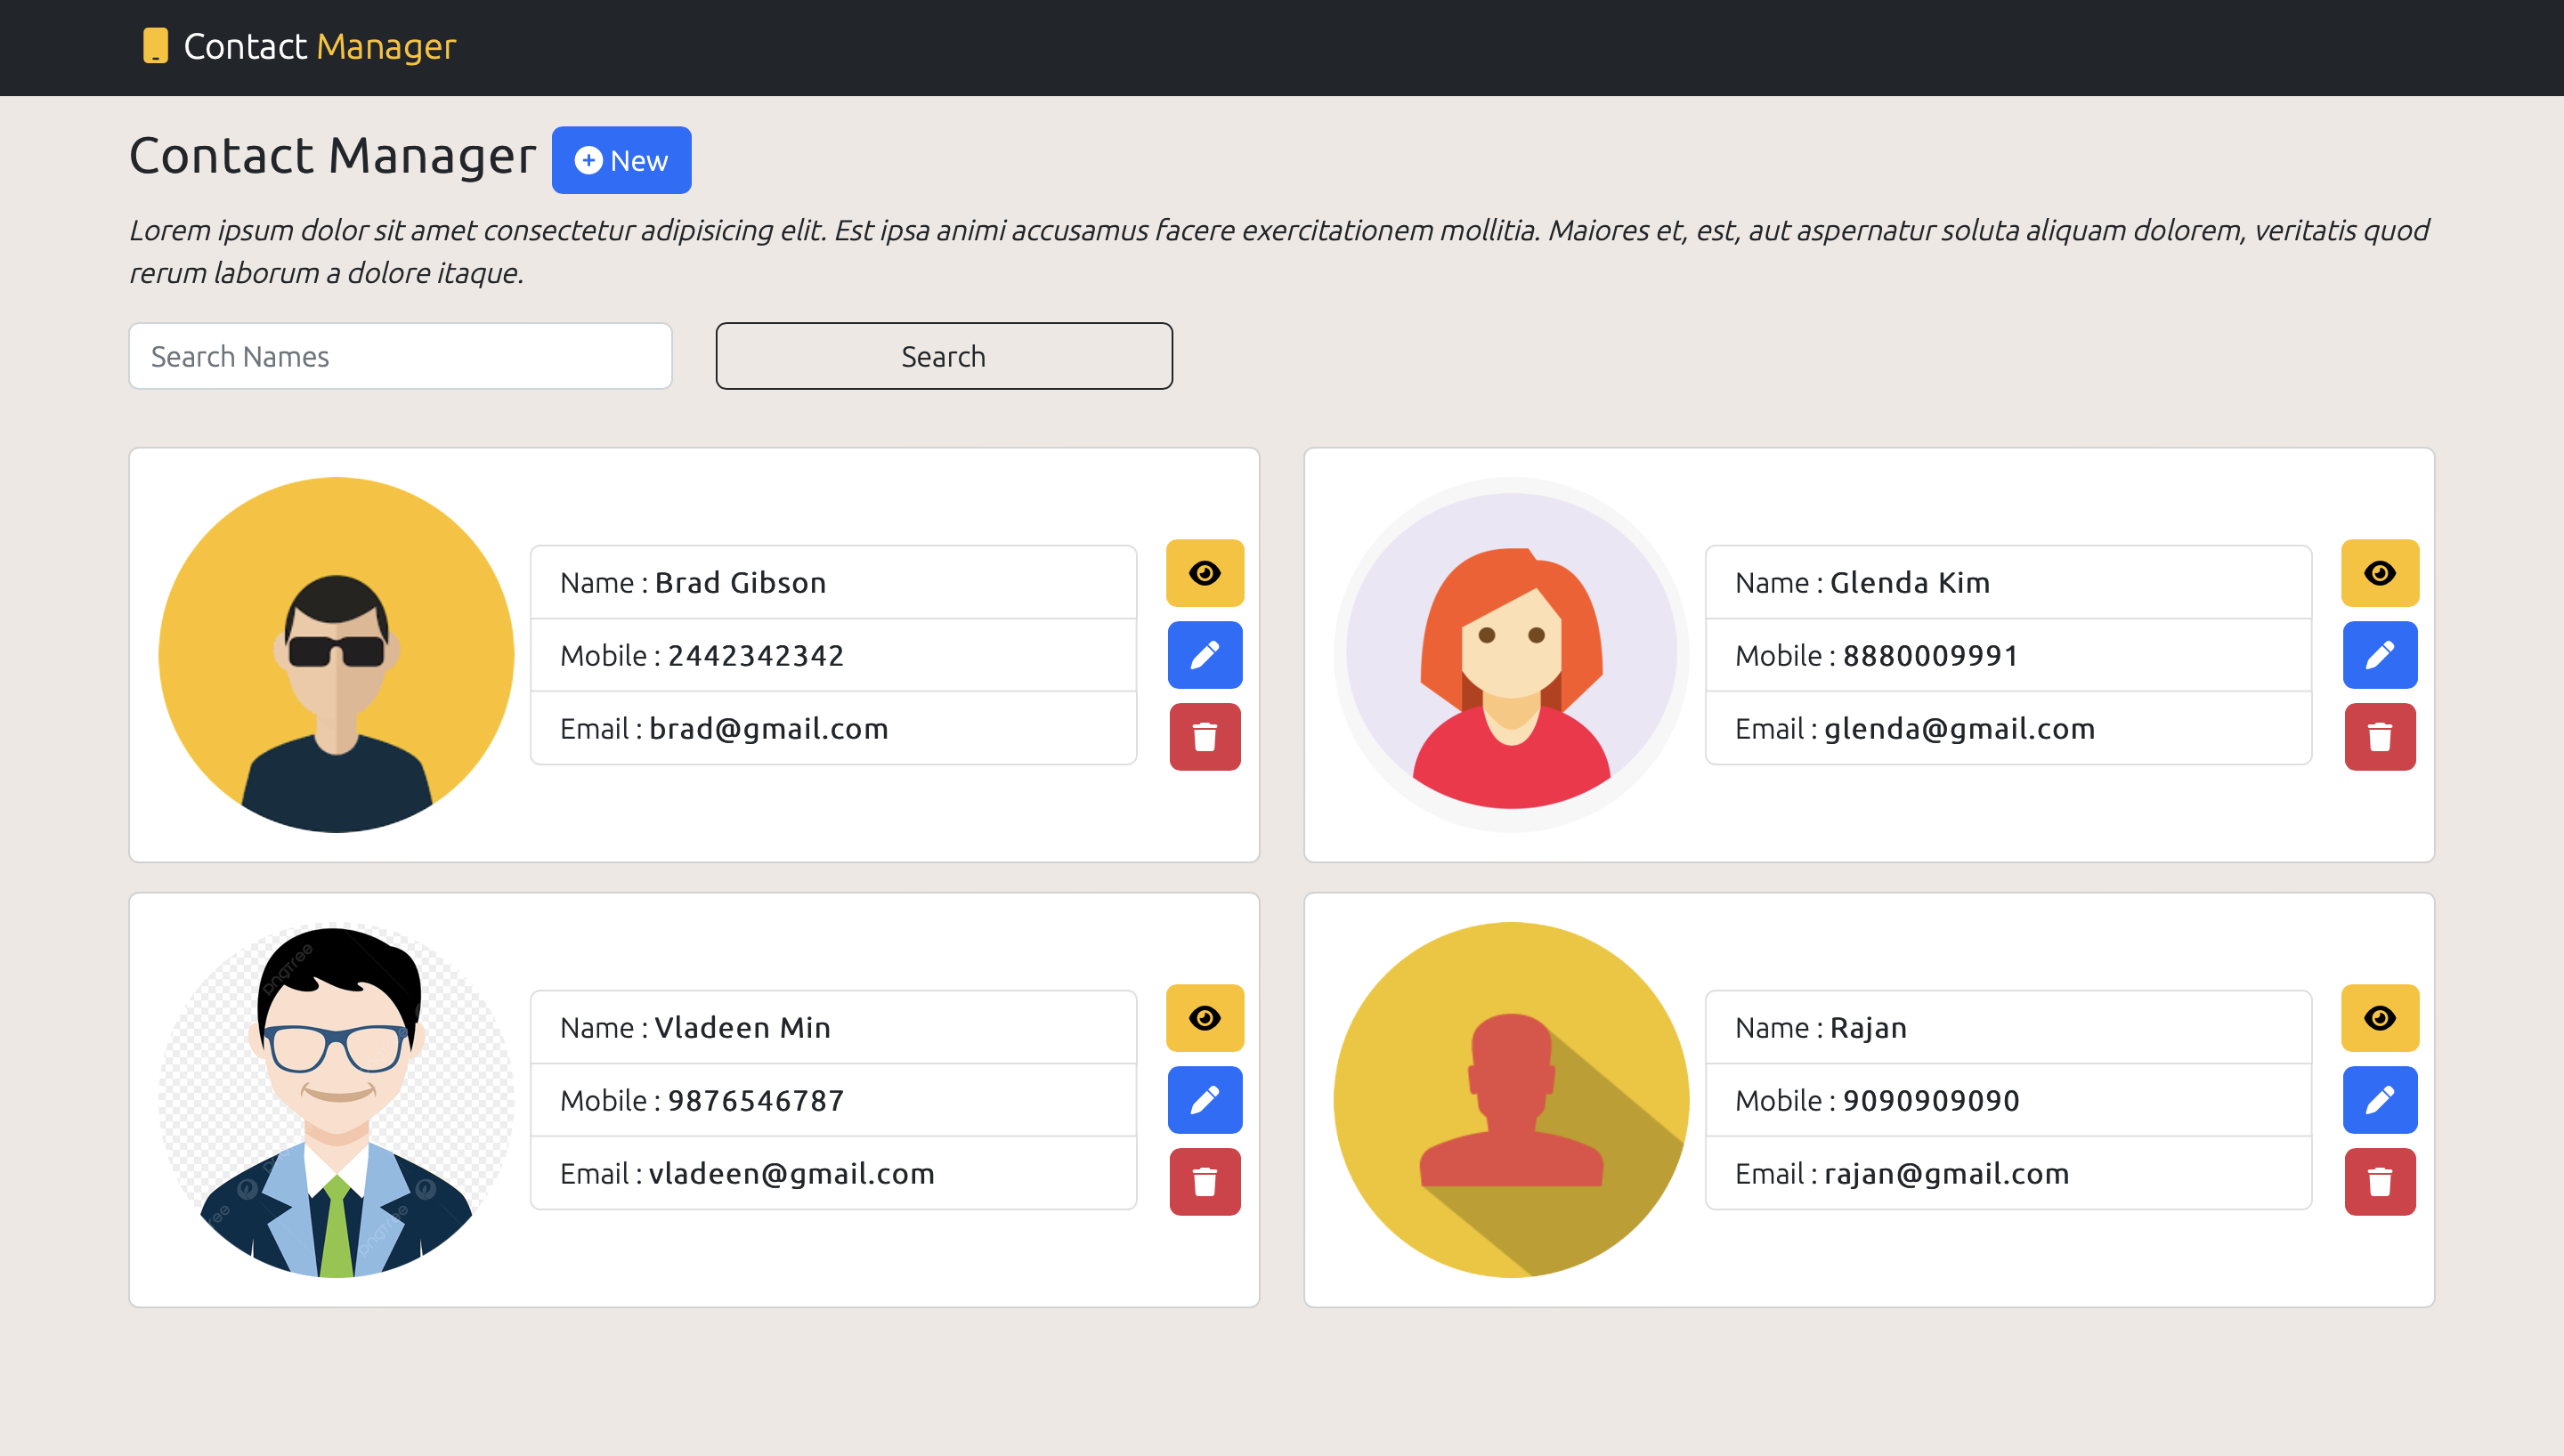 Contact Manager
Contact Manager New
Lorem ipsum dolor sit amet consectetur adipisicing elit. Est ipsa animi accusamus facere exercitationem mollitia. Maiores et, est, aut aspernatur soluta aliquam dolorem, veritatis quod
rerum laborum a dolore itaque.
Search Names
Search
Name : Brad Gibson
Mobile : 2442342342
Email : brad@gmail.com
Name : Glenda Kim
Mobile : 8880009991
Email : glenda@gmail.com
pngtree
Name : Vladeen Min
Mobile : 9876546787
Email : vladeen@gmail.com
pngtree
Name : Rajan
Mobile : 9090909090
Email : rajan@gmail.com